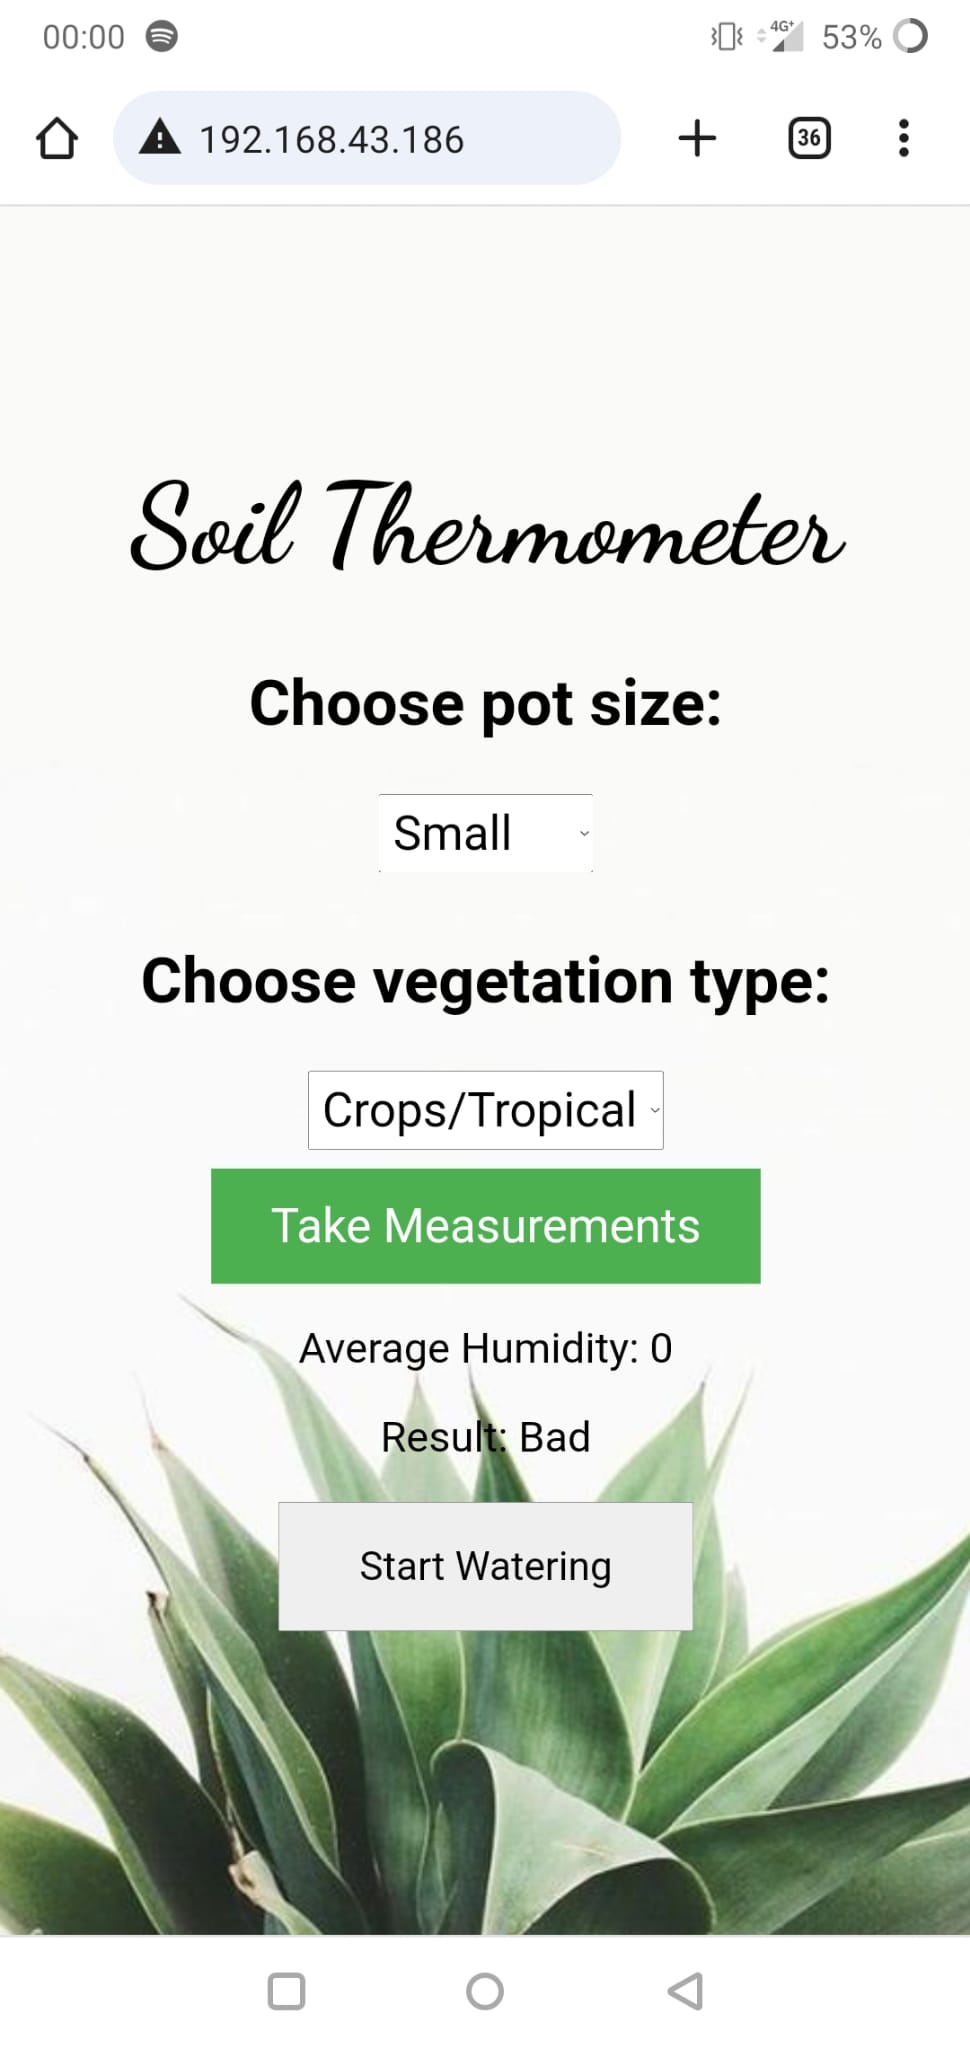 00:00
4G+ 53%
192.168.43.186
36
Soil Thermometer
Choose pot size:
Small
Choose vegetation type:
Crops/Tropical
Take Measurements
Average Humidity: 0
Result: Bad
Start Watering